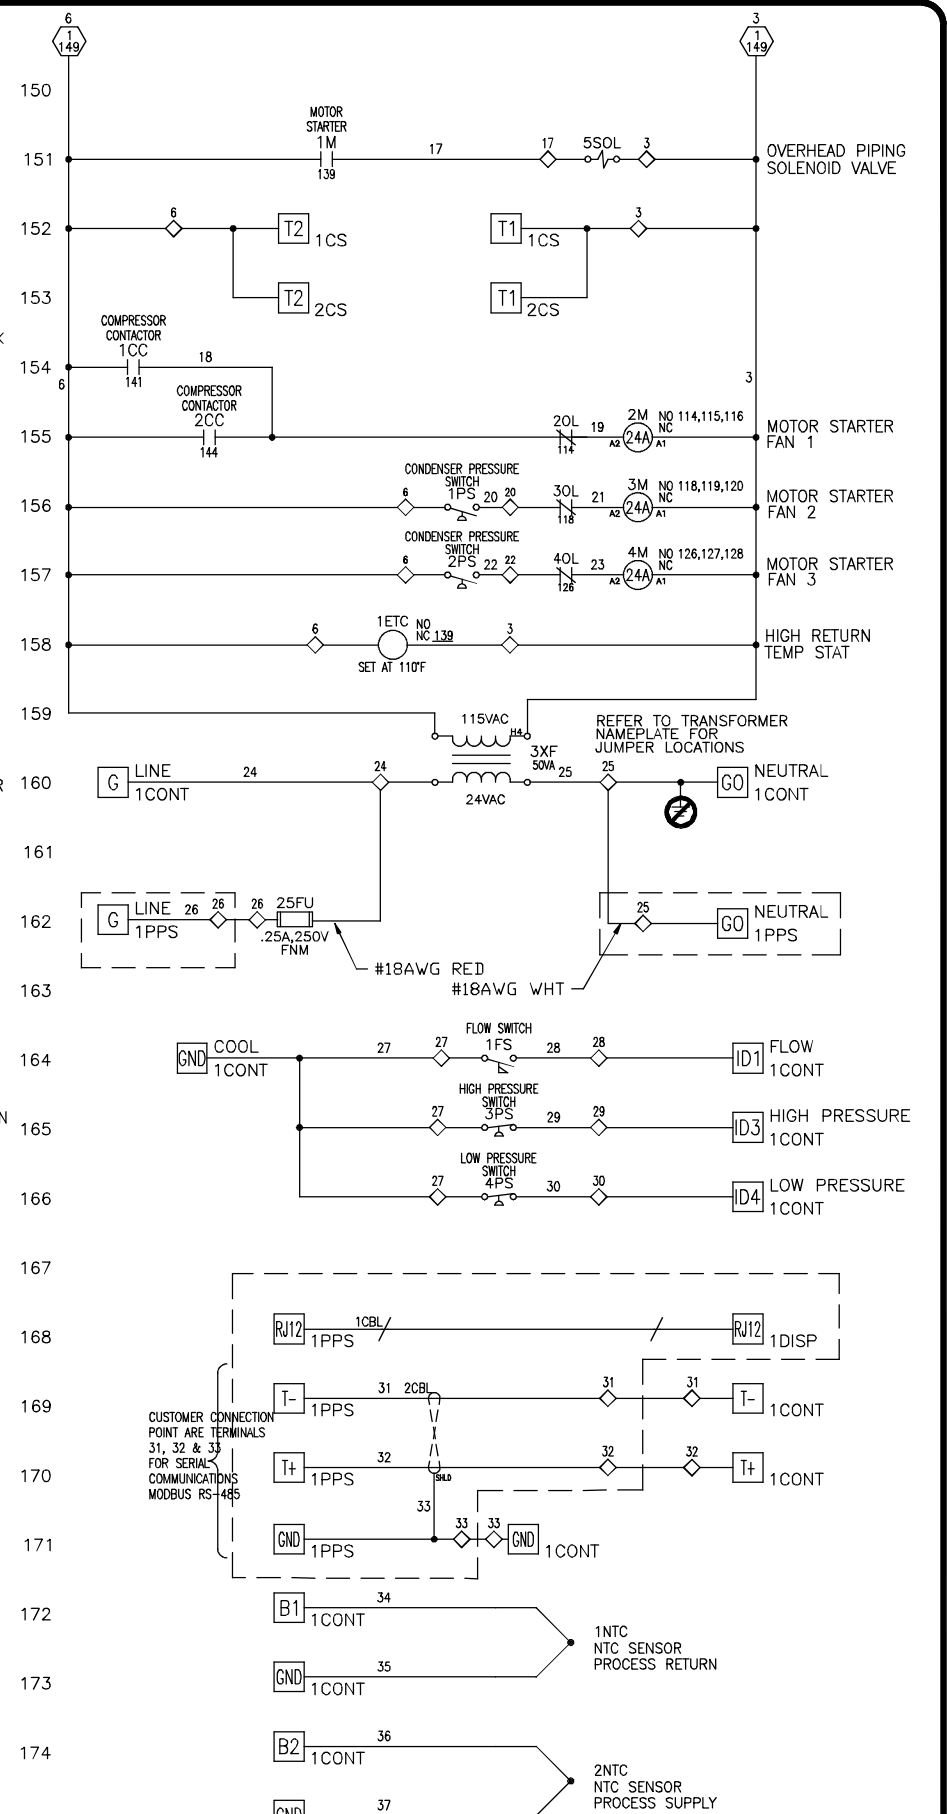 6
1
149
3
1
149
150
MOTOR
STARTER
1M
139
17
17
5SOL
3
151
OVERHEAD PIPING
SOLENOID VALVE
152
6
T2
1CS
T1
1CS
3
153
T2
2CS
T1
2CS
COMPRESSOR
CONTACTOR
1CC
141
18
154
6
3
COMPRESSOR
CONTACTOR
2CC
144
155
2OL
114
19
2M
24A
A2
A1
NO 114,115,116
NC
MOTOR STARTER
FAN 1
CONDENSER PRESSURE
SWITCH
1PS
156
6
20
20
3OL
118
21
3M
24A
A2
A1
NO 118,119,120
NC
MOTOR STARTER
FAN 2
CONDENSER PRESSURE
SWITCH
2PS
157
6
22
22
4OL
126
23
4M
24A
A2
A1
NO 126,127,128
NC
MOTOR STARTER
FAN 3
158
6
1ETC
NO
NC 139
SET AT 110°F
3
HIGH RETURN
TEMP STAT
159
115VAC
H4
3XF
50VA
24VAC
REFER TO TRANSFORMER
NAMEPLATE FOR
JUMPER LOCATIONS
R
160
G
LINE
1CONT
24
24
25
25
GO
NEUTRAL
1CONT
161
162
G
LINE
1PPS
26
26
26
25FU
.25A,250V
FNM
25
GO
NEUTRAL
1PPS
#18AWG RED
#18AWG WHT
163
164
GND
COOL
1CONT
27
27
FLOW SWITCH
1FS
28
28
ID1
FLOW
1CONT
N
165
27
HIGH PRESSURE
SWITCH
3PS
29
29
ID3
HIGH PRESSURE
1CONT
166
27
LOW PRESSURE
SWITCH
4PS
30
30
ID4
LOW PRESSURE
1CONT
167
168
RJ12
1PPS
1CBL
RJ12
1DISP
169
T-
1PPS
31
2CBL
31
31
T-
1CONT
CUSTOMER CONNECTION
POINT ARE TERMINALS
31, 32 & 33
FOR SERIAL
COMMUNICATIONS
MODBUS RS-485
170
T+
1PPS
32
SHLD
32
32
T+
1CONT
33
171
GND
1PPS
33
33
GND
1CONT
172
B1
1CONT
34
1NTC
NTC SENSOR
PROCESS RETURN
173
GND
1CONT
35
174
B2
1CONT
36
2NTC
NTC SENSOR
PROCESS SUPPLY
GND
37